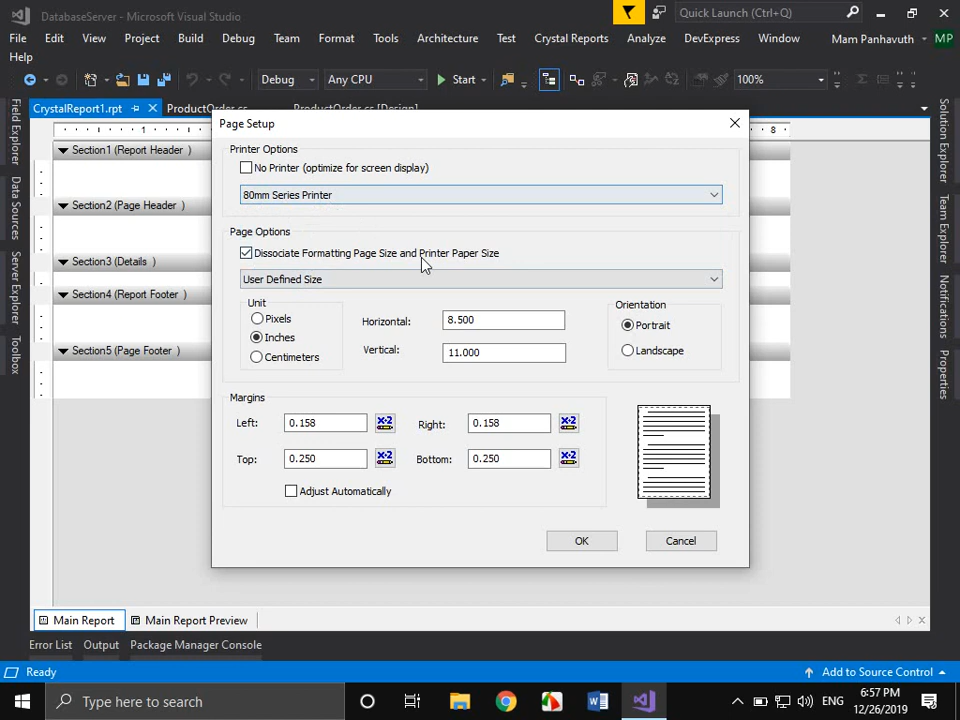 DatabaseServer - Microsoft Visual Studio
Quick Launch (Ctrl+Q)
File Edit View Project Build Debug Team Format Tools Architecture Test Crystal Reports Analyze DevExpress Window Mam Panhavuth MP
Help
Debug Any CPU Start 100%
CrystalReport1.rpt ProductOrder.cs ProductOrder.cs [Design]
1 8
Field Explorer
Data Sources
Server Explorer
Toolbox
Section1 (Report Header )
Section2 (Page Header )
Section3 (Details )
Section4 (Report Footer )
Section5 (Page Footer )
Page Setup
Printer Options
No Printer (optimize for screen display)
80mm Series Printer
Page Options
Dissociate Formatting Page Size and Printer Paper Size
User Defined Size
Unit
Pixels
Inches
Centimeters
Horizontal: 8.500
Vertical: 11.000
Orientation
Portrait
Landscape
Margins
Left: 0.158 X-2 Right: 0.158 X-2
Top: 0.250 X-2 Bottom: 0.250 X-2
Adjust Automatically
OK Cancel
Solution Explorer
Team Explorer
Notifications
Properties
Main Report Main Report Preview
Error List Output Package Manager Console
Ready Add to Source Control
Type here to search
ENG
6:57 PM
12/26/2019